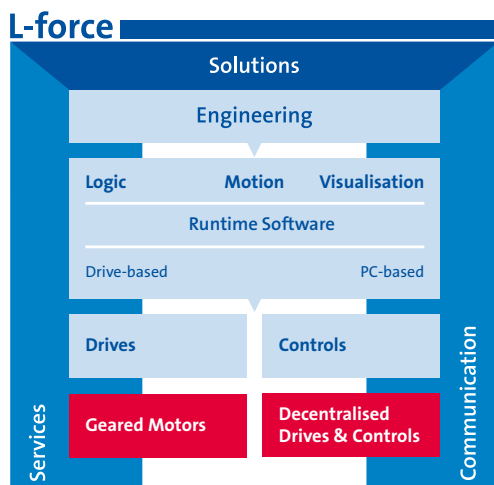 L-force
Solutions
Engineering
Logic Motion Visualisation
Runtime Software
Drive-based PC-based
Drives Controls
Geared Motors
Decentralised
Drives & Controls
Services
Communication